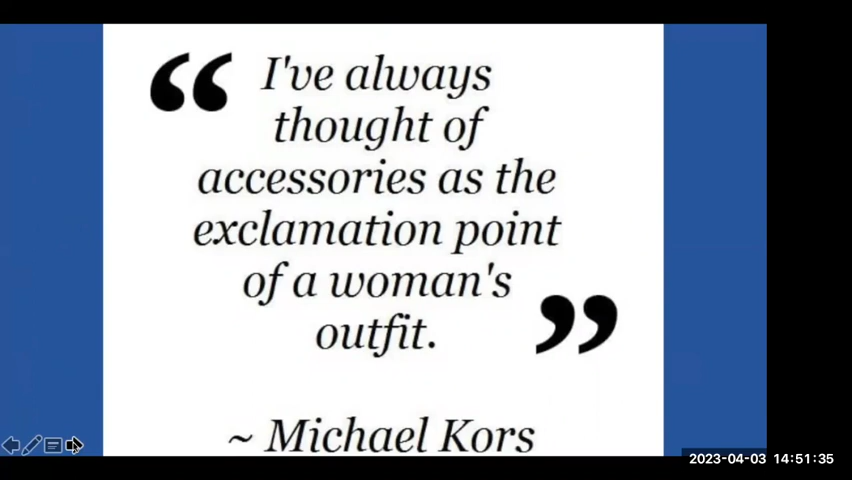 “ I've always
thought of
accessories as the
exclamation point
of a woman's
outfit. ”
~ Michael Kors
2023-04-03 14:51:35